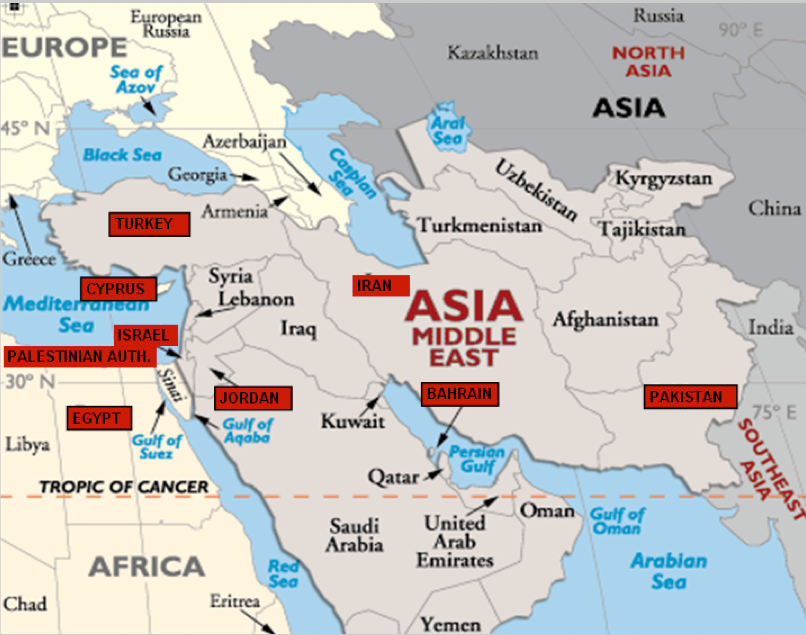 European
Russia
Russia
90° E
EUROPE
Kazakhstan
NORTH
ASIA
Sea of
Azov
ASIA
45° N
Aral
Sea
Azerbaijan
Black Sea
Caspian
Sea
Georgia
Uzbekistan
Kyrgyzstan
Armenia
China
TURKEY
Turkmenistan
Tajikistan
Greece
Syria
CYPRUS
IRAN
Lebanon
Mediterranean
Sea
ASIA
MIDDLE
EAST
Iraq
Afghanistan
India
ISRAEL
PALESTINIAN AUTH.
30° N
Sinai
JORDAN
BAHRAIN
PAKISTAN
75° E
EGYPT
Kuwait
Gulf of
Aqaba
Gulf of
Suez
Libya
SOUTHEAST
ASIA
Persian
Gulf
Qatar
TROPIC OF CANCER
Oman
Gulf of
Oman
Saudi
Arabia
United
Arab
Emirates
AFRICA
Red
Sea
Arabian
Sea
Chad
Eritrea
Yemen